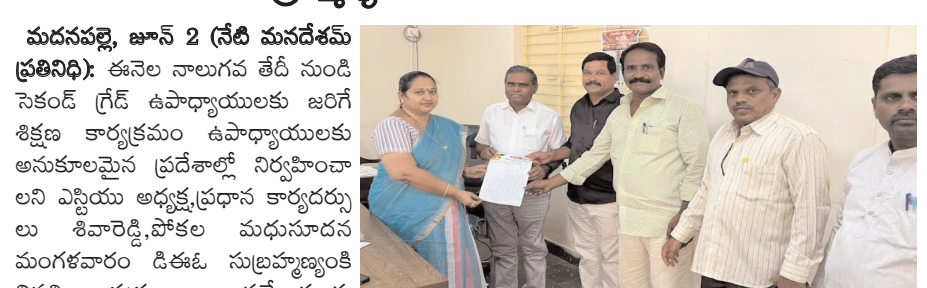 మదనపల్లె, జూన్ 2 (నేటి మనదేశమ్
ప్రతినిధి): ఈనెల నాలుగవ తేదీ నుండి
సెకండ్ గ్రేడ్ ఉపాధ్యాయులకు జరిగే
శిక్షణ కార్యక్రమం ఉపాధ్యాయులకు
అనుకూలమైన ప్రదేశాల్లో నిర్వహించా
లని ఎస్టియు అధ్యక్ష,ప్రధాన కార్యదర్సు
లు శివారెడ్డి,పోకల మధుసూదన
మంగళవారం డిఈఓ సుబ్రహ్మణ్యంకి